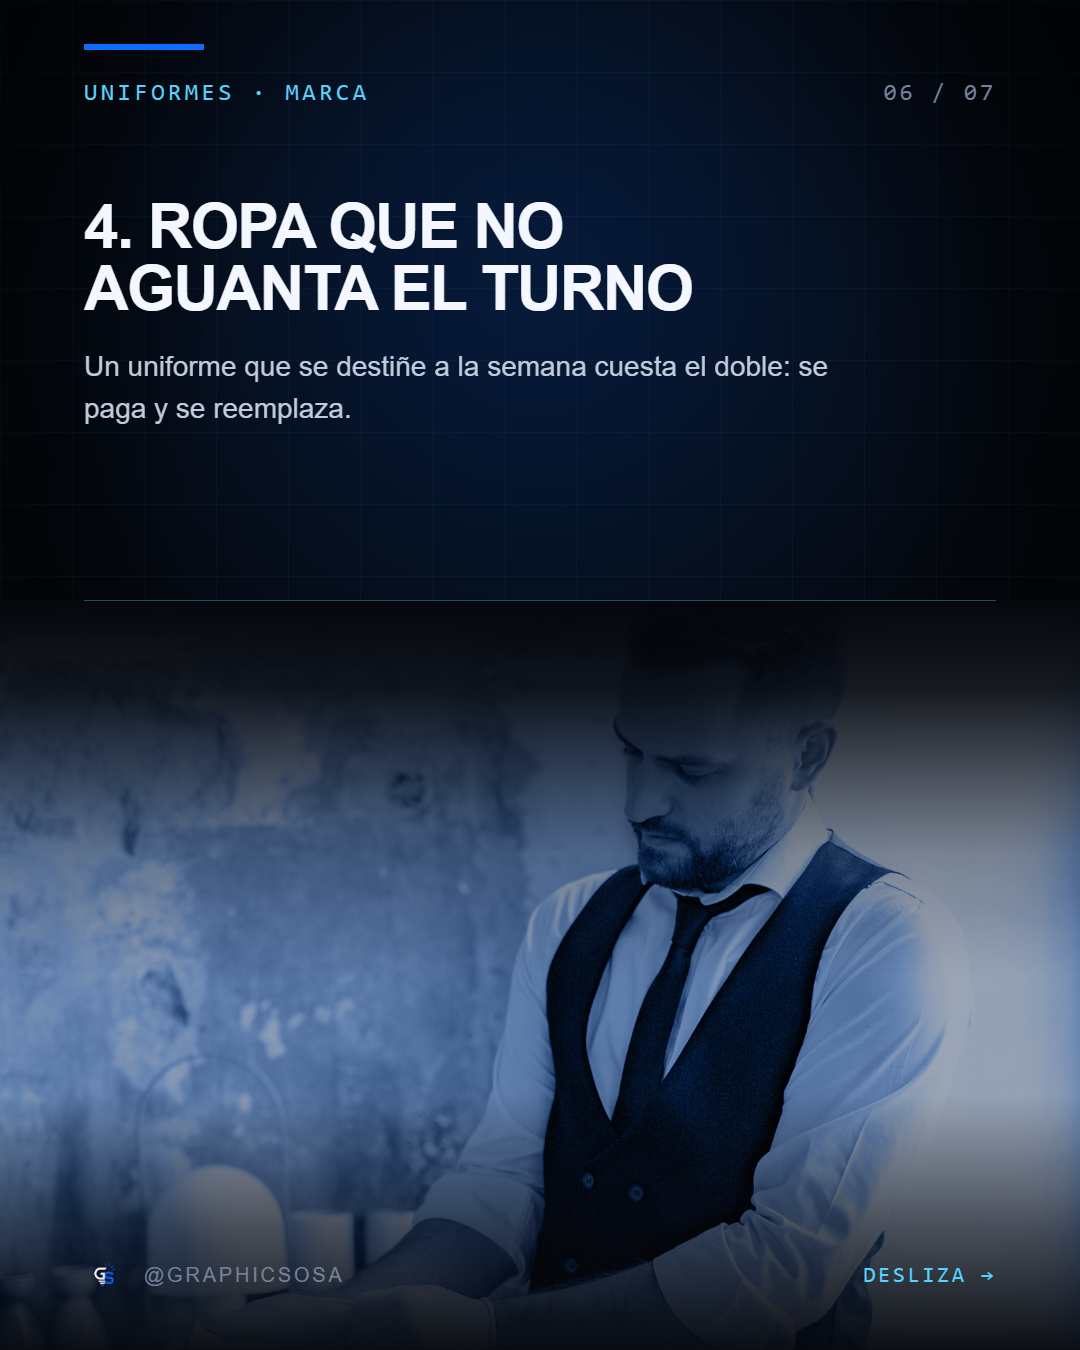 UNIFORMES · MARCA
06 / 07
4. ROPA QUE NO
AGUANTA EL TURNO
Un uniforme que se destiñe a la semana cuesta el doble: se
paga y se reemplaza.
GS
@GRAPHICSOSA
DESLIZA →